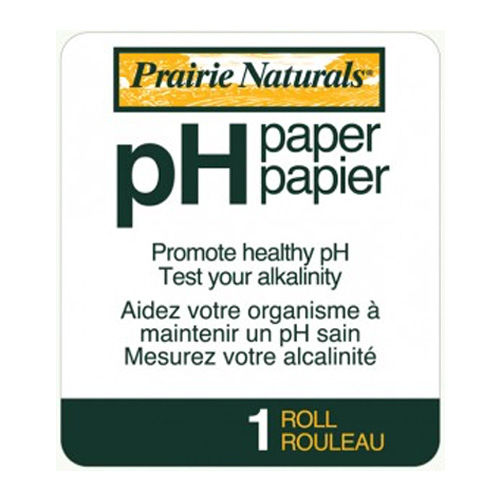 Prairie Naturals®
pH paper
papier
Promote healthy pH
Test your alkalinity
Aidez votre organisme à
maintenir un pH sain
Mesurez votre alcalinité
1 ROLL
ROULEAU